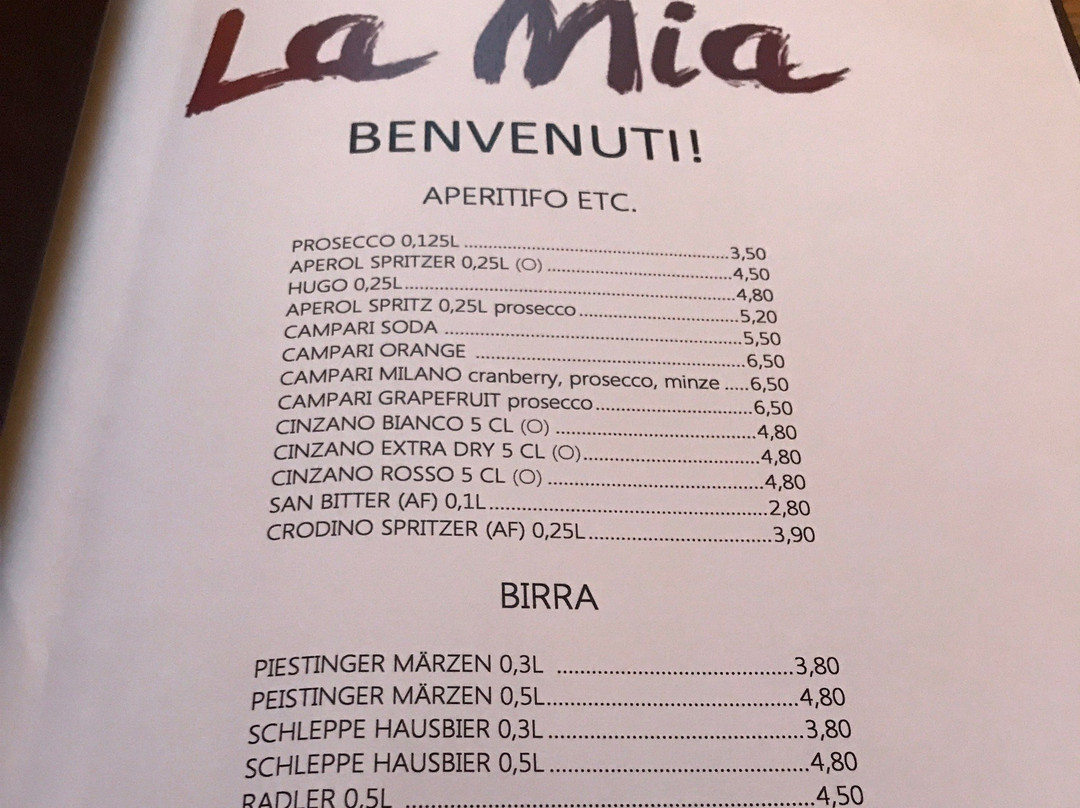 La Mia
BENVENUTI!
APERITIFO ETC.
PROSECCO 0,125L ........................................................3,50
APEROL SPRITZER 0,25L (O) ........................................4,50
HUGO 0,25L........................................................................4,80
APEROL SPRITZ 0,25L prosecco..................................5,20
CAMPARI SODA ................................................................5,50
CAMPARI ORANGE ..........................................................6,50
CAMPARI MILANO cranberry, prosecco, minze .....6,50
CAMPARI GRAPEFRUIT prosecco..................................6,50
CINZANO BIANCO 5 CL (O) ..........................................4,80
CINZANO EXTRA DRY 5 CL (O).....................................4,80
CINZANO ROSSO 5 CL (O) ............................................4,80
SAN BITTER (AF) 0,1L........................................................2,80
CRODINO SPRITZER (AF) 0,25L.....................................3,90
BIRRA
PIESTINGER MÄRZEN 0,3L ........................................3,80
PEISTINGER MÄRZEN 0,5L..........................................4,80
SCHLEPPE HAUSBIER 0,3L..........................................3,80
SCHLEPPE HAUSBIER 0,5L..........................................4,80
RADLER 0,5L ..................................................................4,50